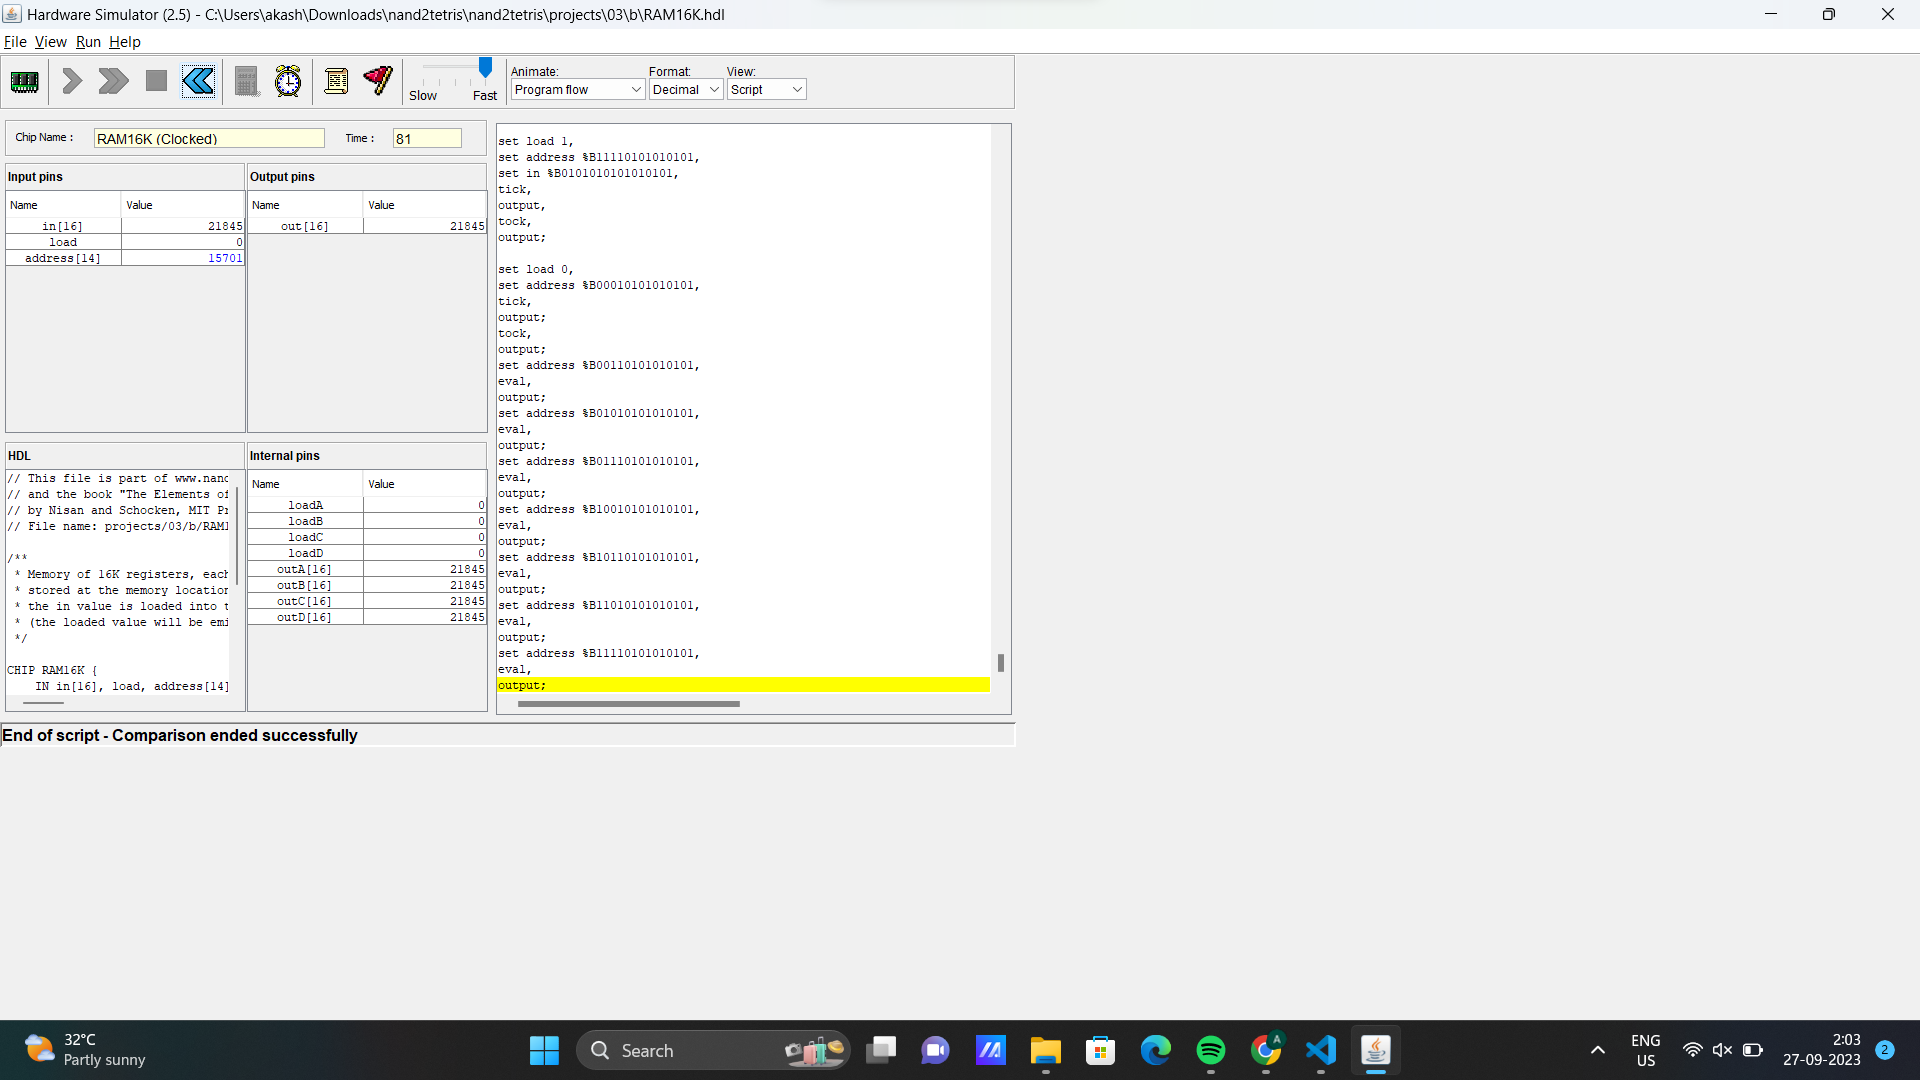 Hardware Simulator (2.5) - C:\Users\akash\Downloads\nand2tetris\nand2tetris\projects\03\b\RAM16K.hdl
File View Run Help
Slow Fast
Animate: Format: View:
Program flow Decimal Script
Chip Name : RAM16K (Clocked) Time : 81
Input pins
Name Value
in[16] 21845
load 0
address[14] 15701
Output pins
Name Value
out[16] 21845
HDL
// This file is part of www.nand
// and the book "The Elements of
// by Nisan and Schocken, MIT Pr
// File name: projects/03/b/RAM1
/**
* Memory of 16K registers, each
* stored at the memory location
* the in value is loaded into t
* (the loaded value will be emi
*/
CHIP RAM16K {
IN in[16], load, address[14]
Internal pins
Name Value
loadA 0
loadB 0
loadC 0
loadD 0
outA[16] 21845
outB[16] 21845
outC[16] 21845
outD[16] 21845
set load 1,
set address %B11110101010101,
set in %B0101010101010101,
tick,
output,
tock,
output;
set load 0,
set address %B00010101010101,
tick,
output;
tock,
output;
set address %B00110101010101,
eval,
output;
set address %B01010101010101,
eval,
output;
set address %B01110101010101,
eval,
output;
set address %B10010101010101,
eval,
output;
set address %B10110101010101,
eval,
output;
set address %B11010101010101,
eval,
output;
set address %B11110101010101,
eval,
output;
End of script - Comparison ended successfully
32°C
Partly sunny
Search
A
ENG
US
2:03
27-09-2023
2